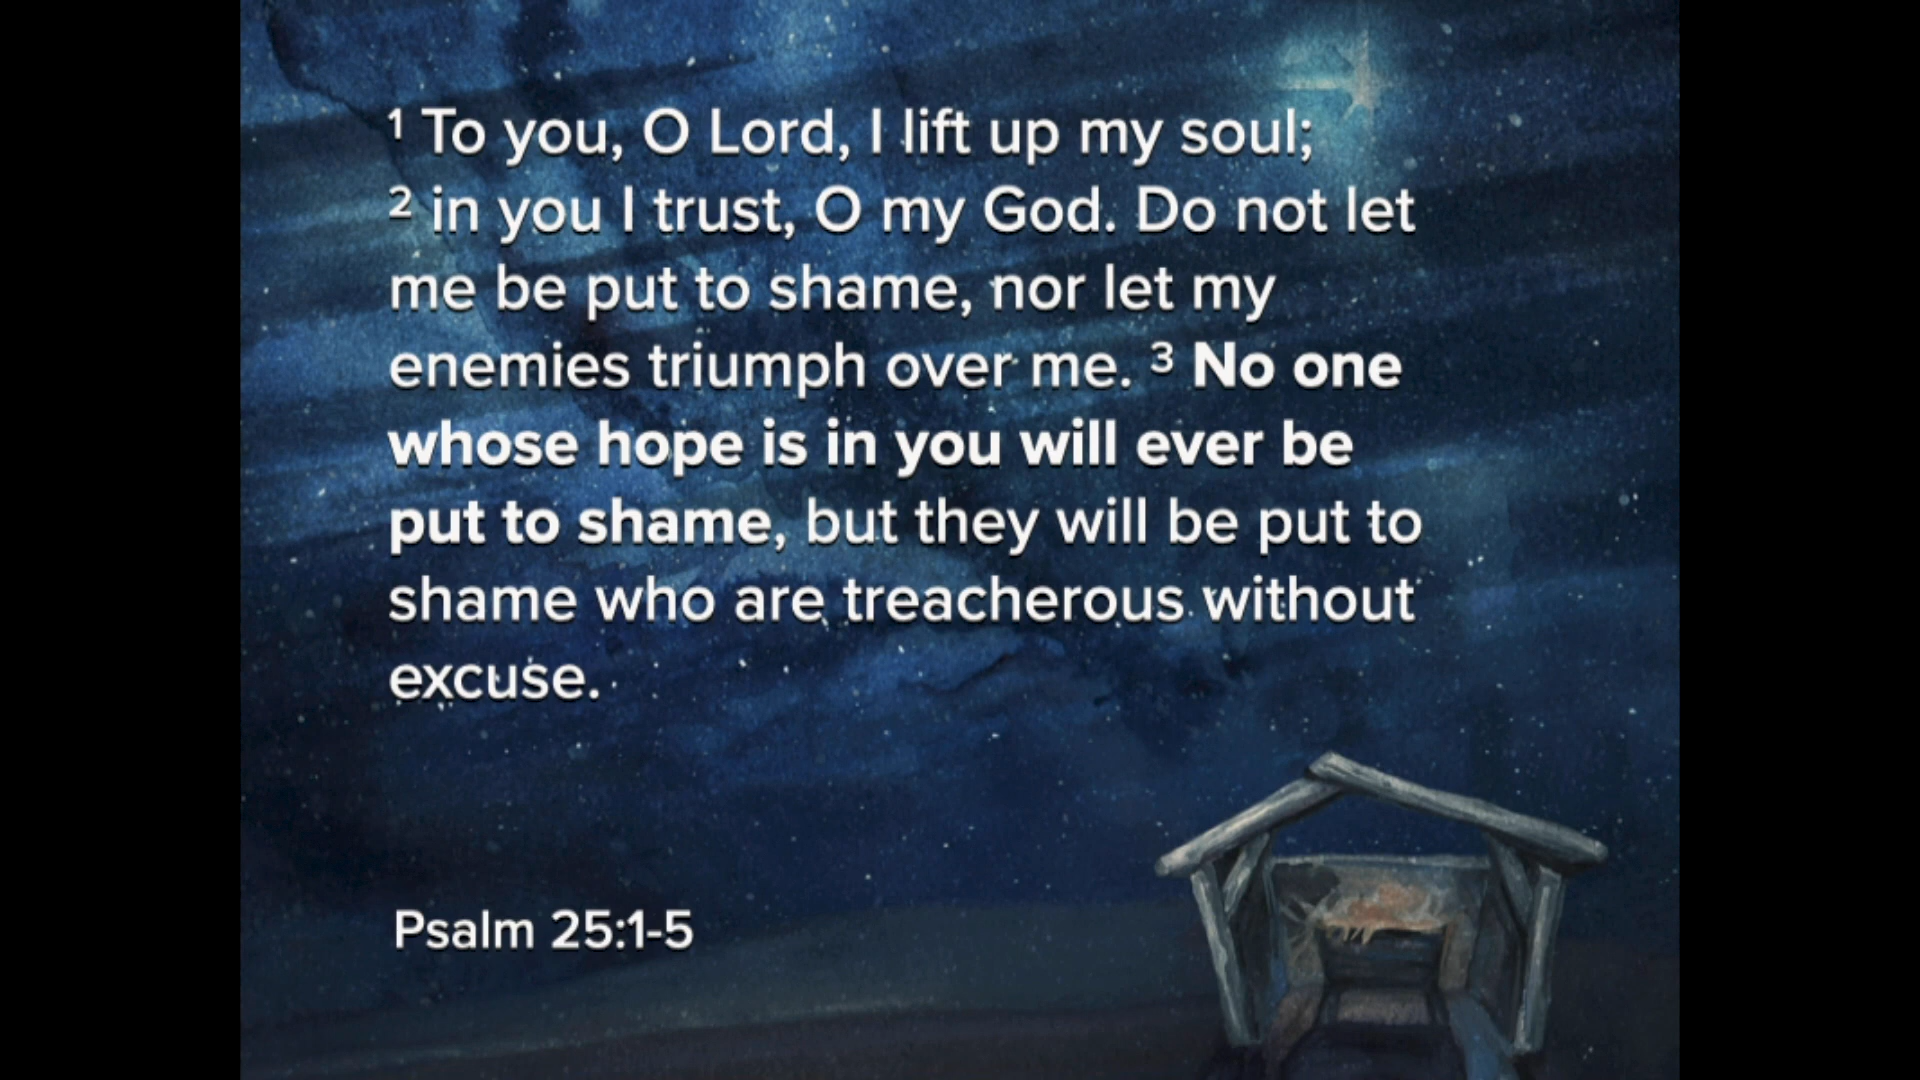 ¹ To you, O Lord, I lift up my soul;
² in you I trust, O my God. Do not let
me be put to shame, nor let my
enemies triumph over me. ³ No one
whose hope is in you will ever be
put to shame, but they will be put to
shame who are treacherous without
excuse.
Psalm 25:1-5